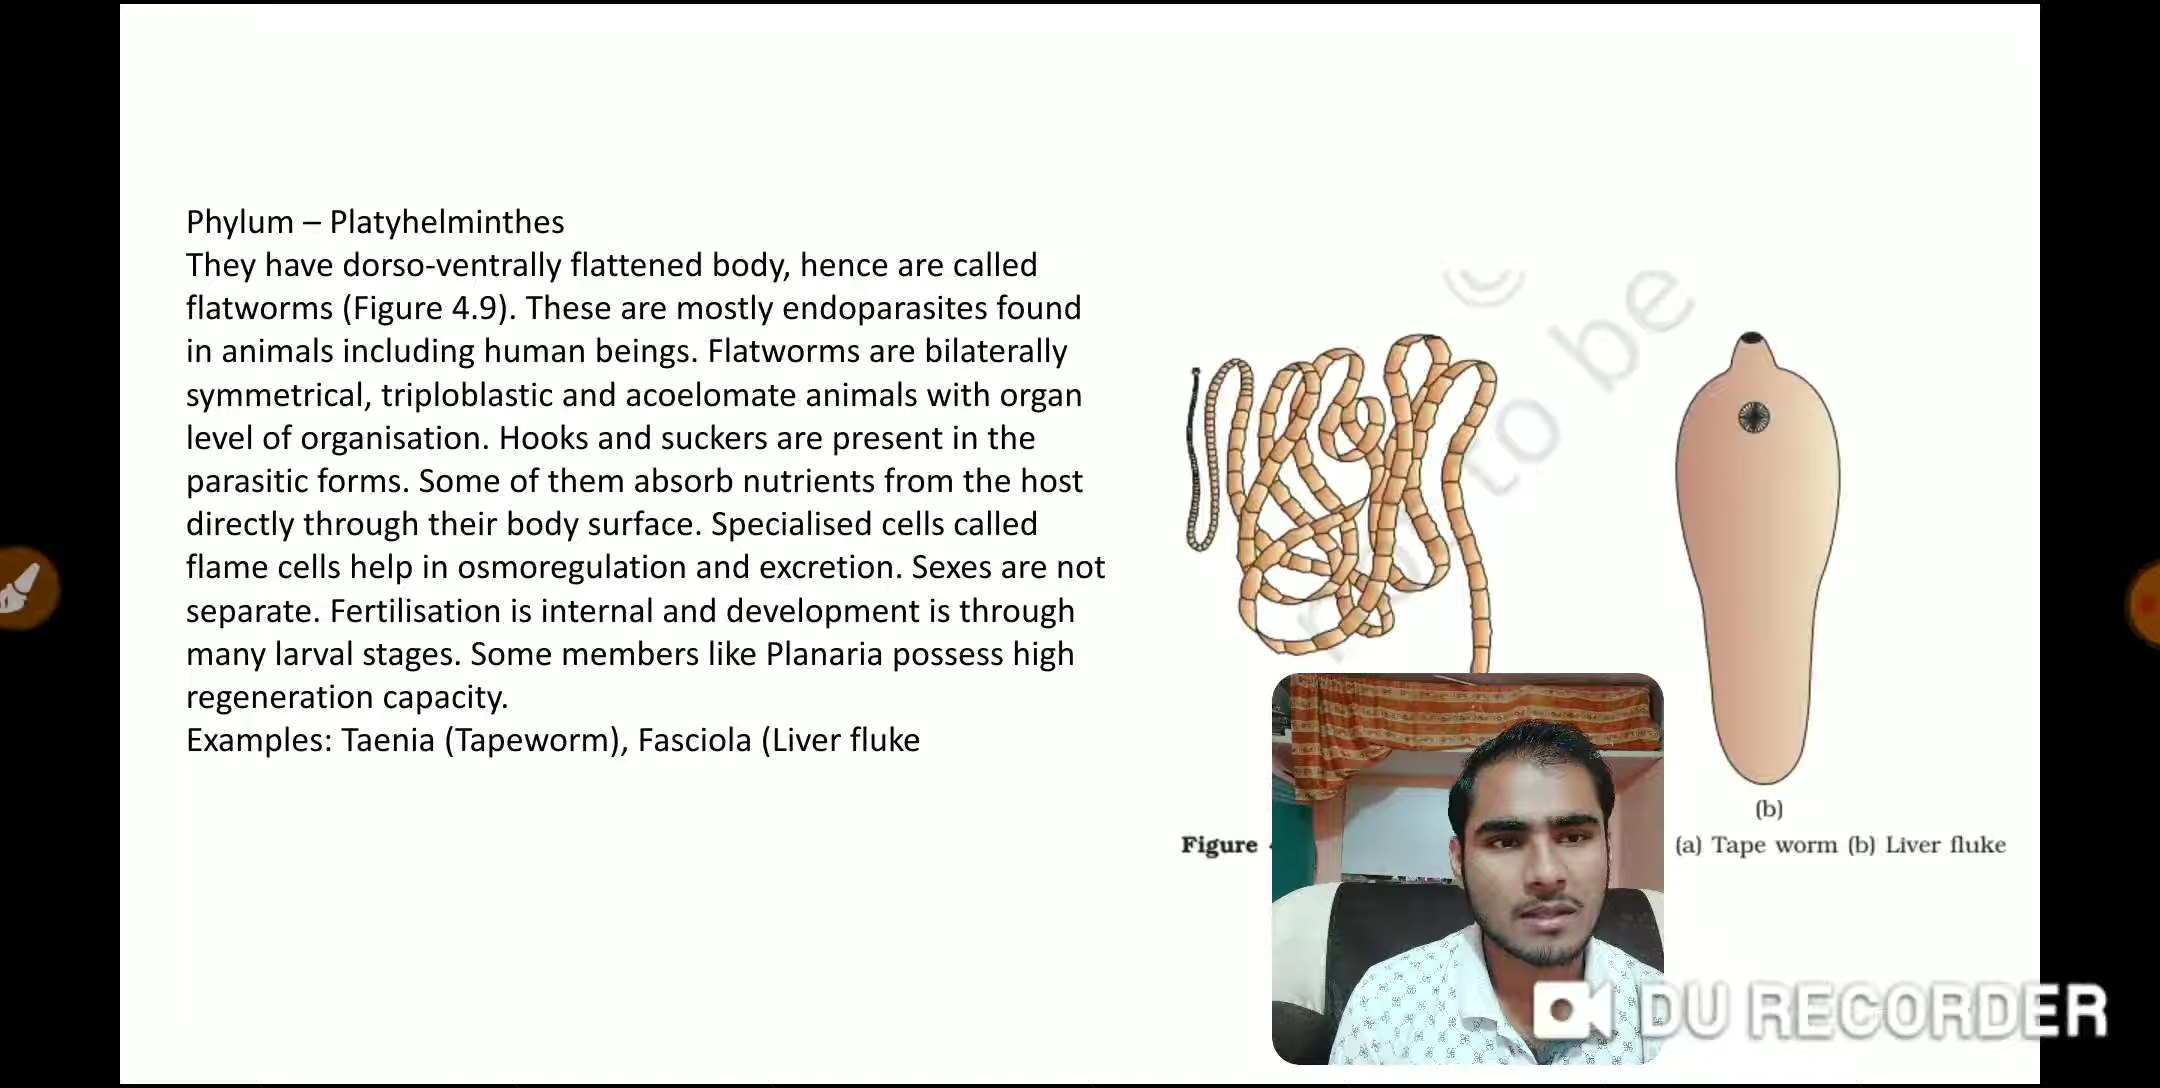 Phylum – Platyhelminthes
They have dorso-ventrally flattened body, hence are called
flatworms (Figure 4.9). These are mostly endoparasites found
in animals including human beings. Flatworms are bilaterally
symmetrical, triploblastic and acoelomate animals with organ
level of organisation. Hooks and suckers are present in the
parasitic forms. Some of them absorb nutrients from the host
directly through their body surface. Specialised cells called
flame cells help in osmoregulation and excretion. Sexes are not
separate. Fertilisation is internal and development is through
many larval stages. Some members like Planaria possess high
regeneration capacity.
Examples: Taenia (Tapeworm), Fasciola (Liver fluke
to be
(b)
Figure
(a) Tape worm (b) Liver fluke
DU RECORDER